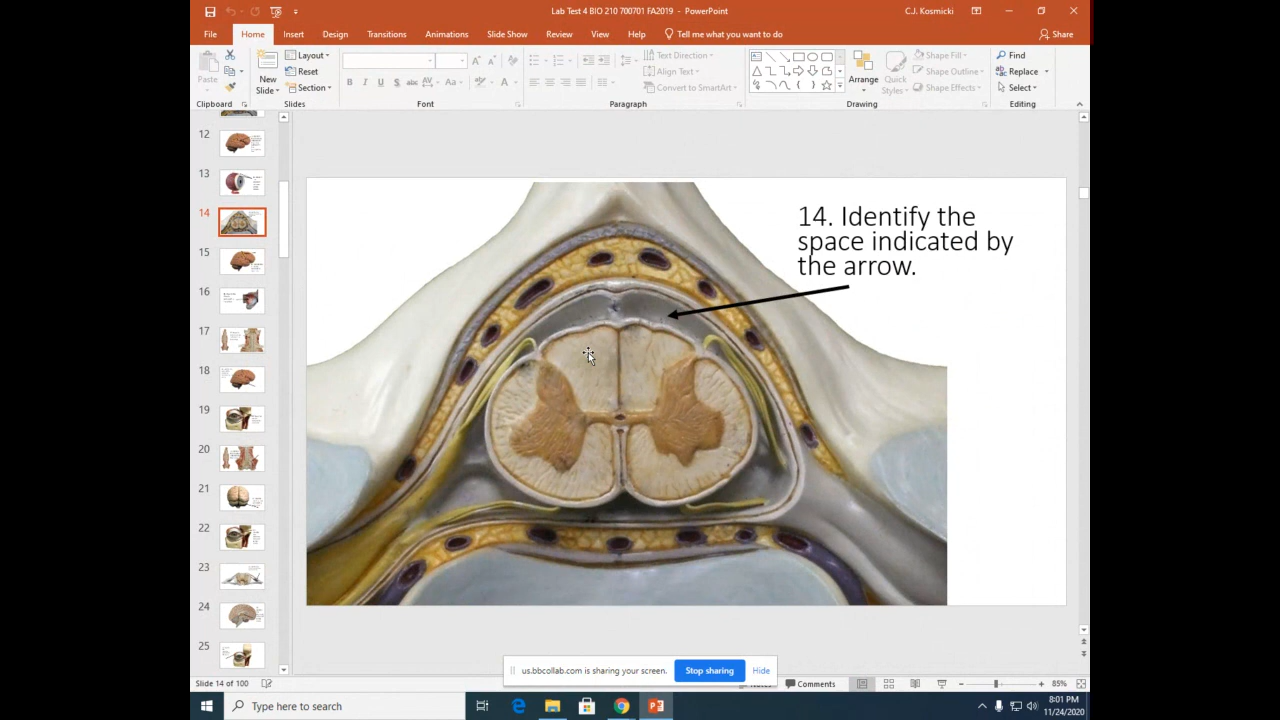 Lab Test 4 BIO 210 700701 FA2019 - PowerPoint
C.J. Kosmicki
File Home Insert Design Transitions Animations Slide Show Review View Help Tell me what you want to do Share
Paste
New Slide
Layout
Reset
Section
Text Direction
Align Text
Convert to SmartArt
Arrange
Quick Styles
Shape Fill
Shape Outline
Shape Effects
Find
Replace
Select
Clipboard Slides Font Paragraph Drawing Editing
12
13
14
15
16
17
18
19
20
21
22
23
24
25
14. Identify the
space indicated by
the arrow.
us.bbcollab.com is sharing your screen. Stop sharing Hide
Slide 14 of 100
Comments
85%
Type here to search
8:01 PM
11/24/2020